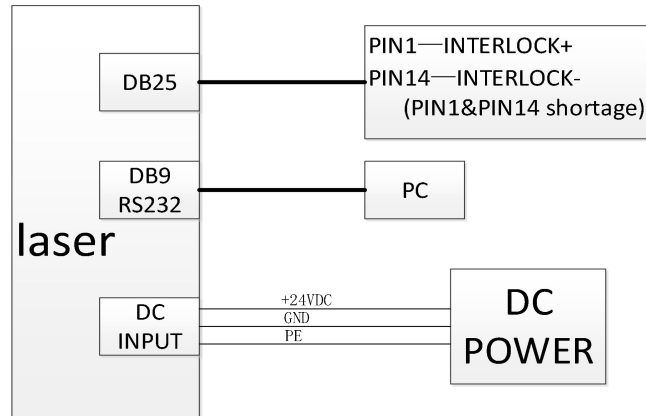 PIN1—INTERLOCK+
DB25
PIN14—INTERLOCK-
(PIN1&PIN14 shortage)
DB9
RS232
PC
laser
+24VDC
GND
PE
DC
INPUT
DC
POWER